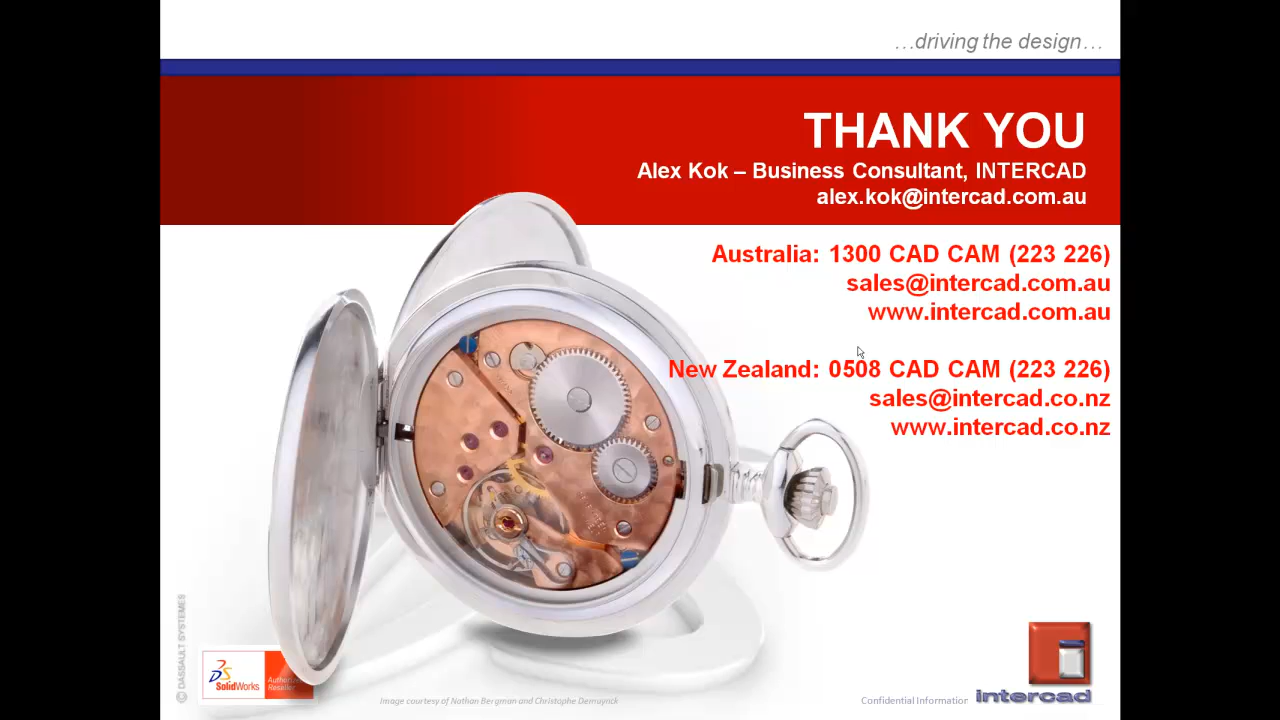 …driving the design…
THANK YOU
Alex Kok – Business Consultant, INTERCAD
alex.kok@intercad.com.au
Australia: 1300 CAD CAM (223 226)
sales@intercad.com.au
www.intercad.com.au
New Zealand: 0508 CAD CAM (223 226)
sales@intercad.co.nz
www.intercad.co.nz
© DASSAULT SYSTEMES
SolidWorks
Authorized
Reseller
Image courtesy of Nathan Bergman and Christophe Demuynck
Confidential Information
intercad